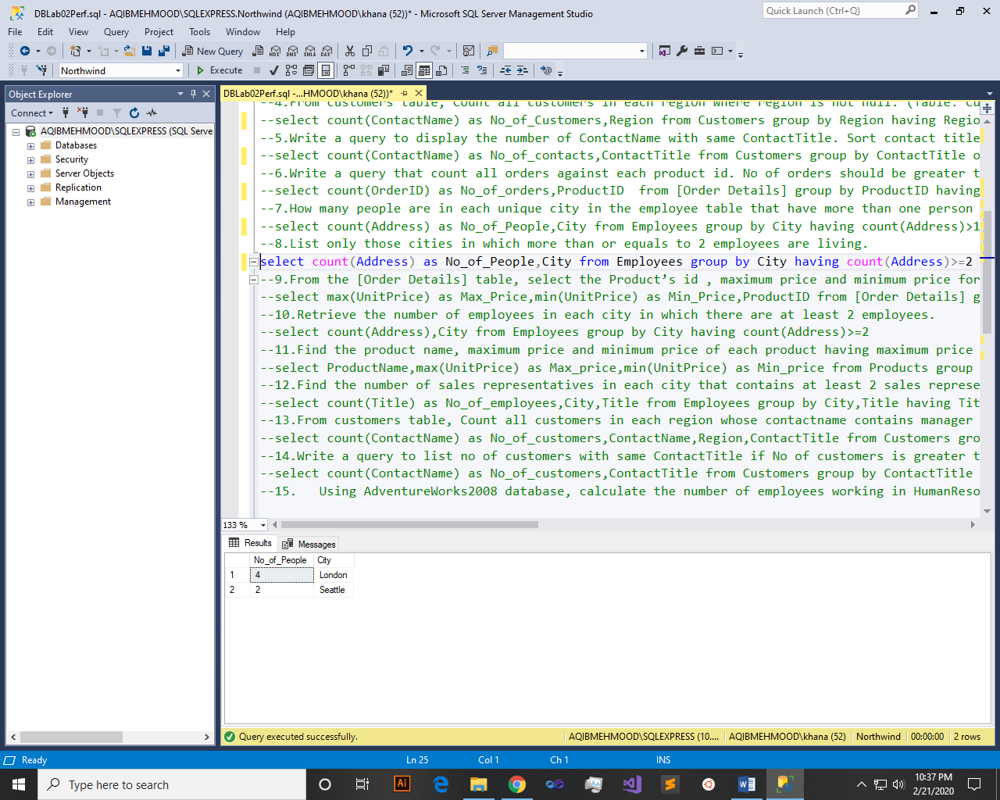 DBLab02Perf.sql - AQIBMEHMOOD\SQLEXPRESS.Northwind (AQIBMEHMOOD\khana (52))* - Microsoft SQL Server Management Studio
Quick Launch (Ctrl+Q)
File Edit View Query Project Tools Window Help
New Query MDX DMX XMLA DAX
Northwind Execute
Object Explorer
DBLab02Perf.sql -...HMOOD\khana (52))*
Connect
AQIBMEHMOOD\SQLEXPRESS (SQL Serve
Databases
Security
Server Objects
Replication
Management
--4.From customers table, Count all customers in each region where region is not null. (Table: Cu
--select count(ContactName) as No_of_Customers,Region from Customers group by Region having Regio
--5.Write a query to display the number of ContactName with same ContactTitle. Sort contact title
--select count(ContactName) as No_of_contacts,ContactTitle from Customers group by ContactTitle o
--6.Write a query that count all orders against each product id. No of orders should be greater t
--select count(OrderID) as No_of_orders,ProductID  from [Order Details] group by ProductID having
--7.How many people are in each unique city in the employee table that have more than one person
--select count(Address) as No_of_People,City from Employees group by City having count(Address)>1
--8.List only those cities in which more than or equals to 2 employees are living.
select count(Address) as No_of_People,City from Employees group by City having count(Address)>=2
--9.From the [Order Details] table, select the Product’s id , maximum price and minimum price for
--select max(UnitPrice) as Max_Price,min(UnitPrice) as Min_Price,ProductID from [Order Details] g
--10.Retrieve the number of employees in each city in which there are at least 2 employees.
--select count(Address),City from Employees group by City having count(Address)>=2
--11.Find the product name, maximum price and minimum price of each product having maximum price
--select ProductName,max(UnitPrice) as Max_price,min(UnitPrice) as Min_price from Products group
--12.Find the number of sales representatives in each city that contains at least 2 sales represe
--select count(Title) as No_of_employees,City,Title from Employees group by City,Title having Tit
--13.From customers table, Count all customers in each region whose contactname contains manager
--select count(ContactName) as No_of_customers,ContactName,Region,ContactTitle from Customers gro
--14.Write a query to list no of customers with same ContactTitle if No of customers is greater t
--select count(ContactName) as No_of_customers,ContactTitle from Customers group by ContactTitle
--15.   Using AdventureWorks2008 database, calculate the number of employees working in HumanReso
133 %
Results Messages
No_of_People City
1 4 London
2 2 Seattle
Query executed successfully. AQIBMEHMOOD\SQLEXPRESS (10.... AQIBMEHMOOD\khana (52) Northwind 00:00:00 2 rows
Ready Ln 25 Col 1 Ch 1 INS
Type here to search
Ai
10:37 PM
2/21/2020